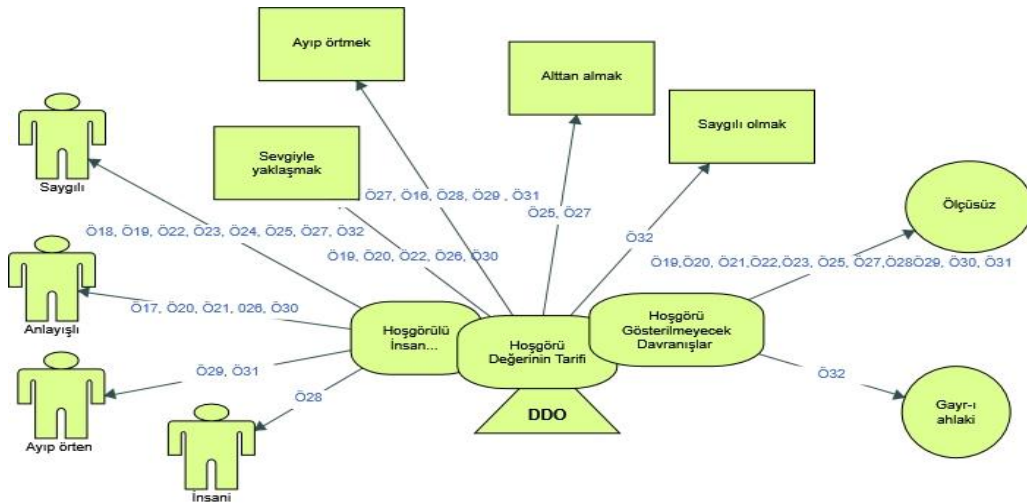 Ayıp örtmek
Alttan almak
Saygılı olmak
Sevgiyle
yaklaşmak
Saygılı
Ölçüsüz
Ö27, Ö16, Ö28, Ö29 , Ö31
Ö25, Ö27
Ö18, Ö19, Ö22, Ö23, Ö24, Ö25, Ö27, Ö32
Ö32
Ö19, Ö20, Ö22, Ö26, Ö30
Ö19,Ö20, Ö21,Ö22,Ö23, Ö25, Ö27,Ö28Ö29, Ö30, Ö31
Ö17, Ö20, Ö21, 026, Ö30
Anlayışlı
Hoşgörülü
İnsan...
Hoşgörü
Değerinin Tarifi
Hoşgörü
Gösterilmeyecek
Davranışlar
Ö29, Ö31
Ö32
Ö28
DDO
Gayr-ı
ahlaki
Ayıp örten
İnsani